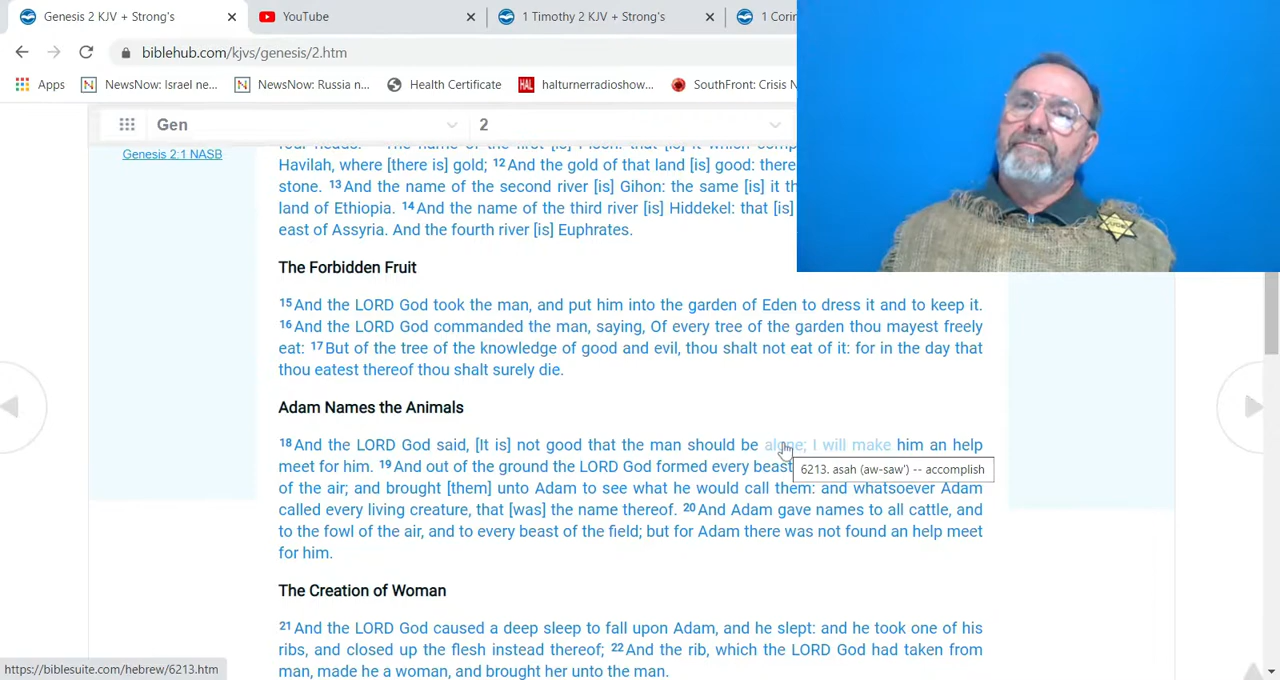 Genesis 2 KJV + Strong's
YouTube
1 Timothy 2 KJV + Strong's
1 Corin
biblehub.com/kjvs/genesis/2.htm
Apps
NewsNow: Israel ne...
NewsNow: Russia n...
Health Certificate
HAL
halturnerradioshow...
SouthFront: Crisis N
Gen
2
Genesis 2:1 NASB
Havilah, where [there is] gold; 12 And the gold of that land [is] good: there
stone. 13 And the name of the second river [is] Gihon: the same [is] it th
land of Ethiopia. 14 And the name of the third river [is] Hiddekel: that [is]
east of Assyria. And the fourth river [is] Euphrates.
The Forbidden Fruit
15 And the LORD God took the man, and put him into the garden of Eden to dress it and to keep it.
16 And the LORD God commanded the man, saying, Of every tree of the garden thou mayest freely
eat: 17 But of the tree of the knowledge of good and evil, thou shalt not eat of it: for in the day that
thou eatest thereof thou shalt surely die.
Adam Names the Animals
18 And the LORD God said, [It is] not good that the man should be alone; I will make him an help
meet for him. 19 And out of the ground the LORD God formed every beast
6213. asah (aw-saw') -- accomplish
of the air; and brought [them] unto Adam to see what he would call them: and whatsoever Adam
called every living creature, that [was] the name thereof. 20 And Adam gave names to all cattle, and
to the fowl of the air, and to every beast of the field; but for Adam there was not found an help meet
for him.
The Creation of Woman
21 And the LORD God caused a deep sleep to fall upon Adam, and he slept: and he took one of his
ribs, and closed up the flesh instead thereof; 22 And the rib, which the LORD God had taken from
man, made he a woman, and brought her unto the man.
https://biblesuite.com/hebrew/6213.htm